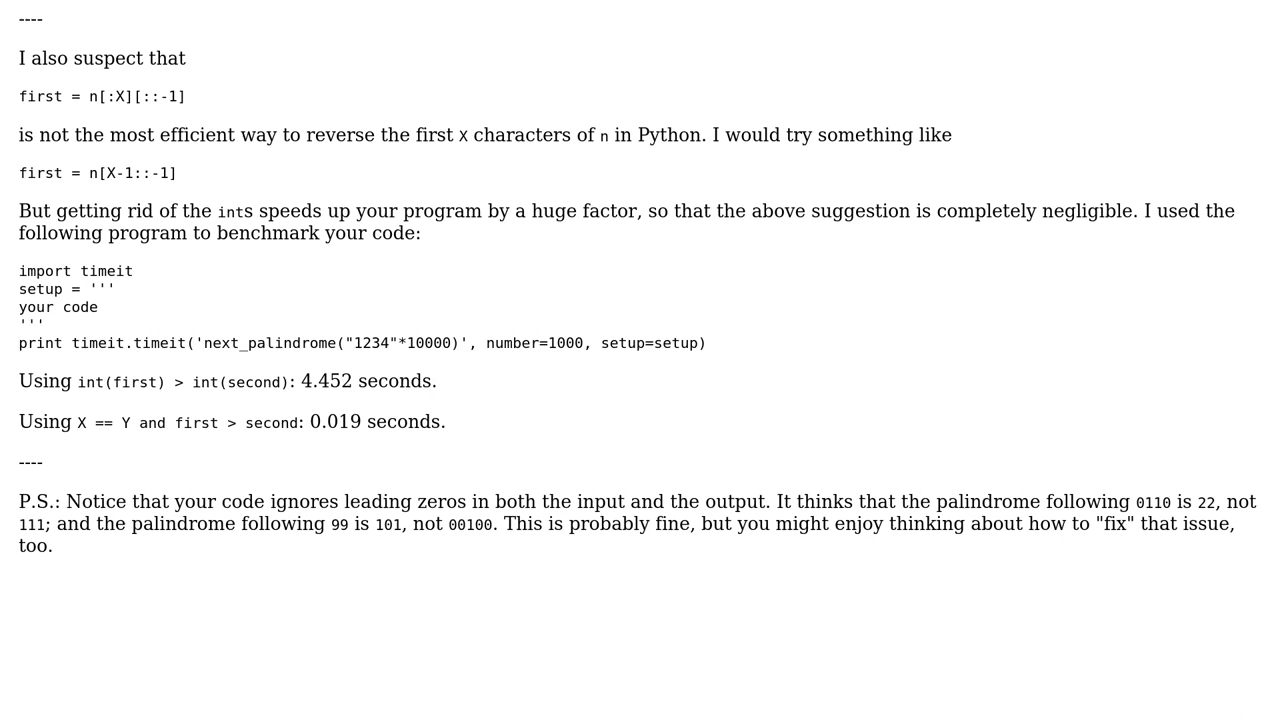 ----
I also suspect that
first = n[:X][::-1]
is not the most efficient way to reverse the first X characters of n in Python. I would try something like
first = n[X-1::-1]
But getting rid of the ints speeds up your program by a huge factor, so that the above suggestion is completely negligible. I used the
following program to benchmark your code:
import timeit
setup = '''
your code
'''
print timeit.timeit('next_palindrome("1234"*10000)', number=1000, setup=setup)
Using int(first) > int(second): 4.452 seconds.
Using X == Y and first > second: 0.019 seconds.
----
P.S.: Notice that your code ignores leading zeros in both the input and the output. It thinks that the palindrome following 0110 is 22, not
111; and the palindrome following 99 is 101, not 00100. This is probably fine, but you might enjoy thinking about how to "fix" that issue,
too.